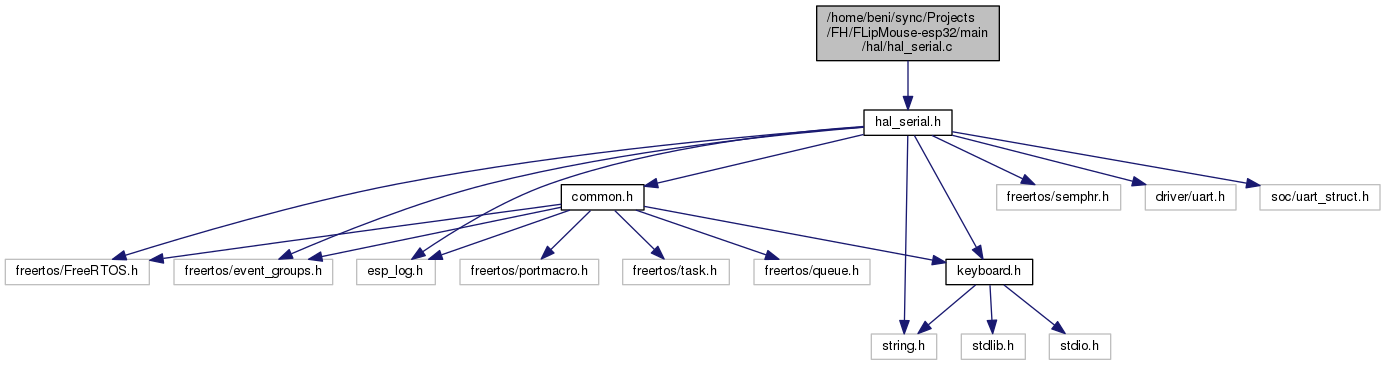 /home/beni/sync/Projects
/FH/FLipMouse-esp32/main
/hal/hal_serial.c
hal_serial.h
common.h
freertos/semphr.h
driver/uart.h
soc/uart_struct.h
freertos/FreeRTOS.h
freertos/event_groups.h
esp_log.h
freertos/portmacro.h
freertos/task.h
freertos/queue.h
keyboard.h
string.h
stdlib.h
stdio.h